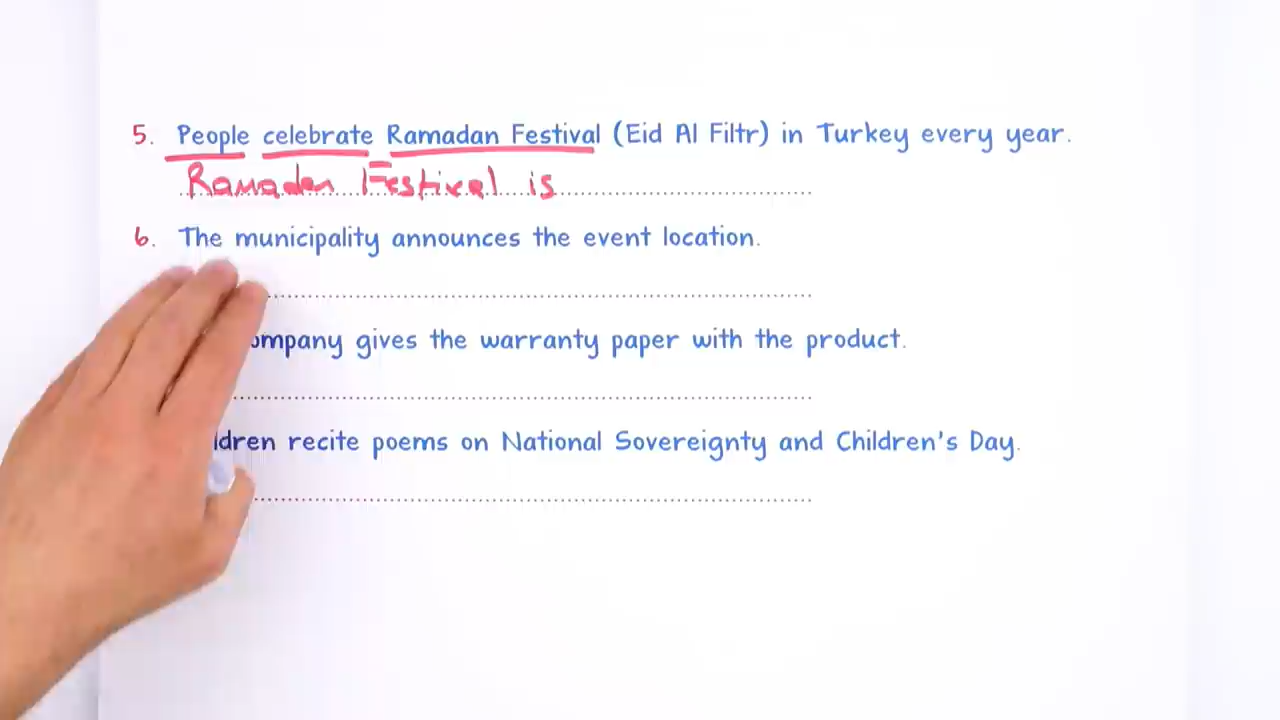 5. People celebrate Ramadan Festival (Eid Al Filtr) in Turkey every year.
Ramadan Festival is
6. The municipality announces the event location.
ompany gives the warranty paper with the product.
ldren recite poems on National Sovereignty and Children's Day.